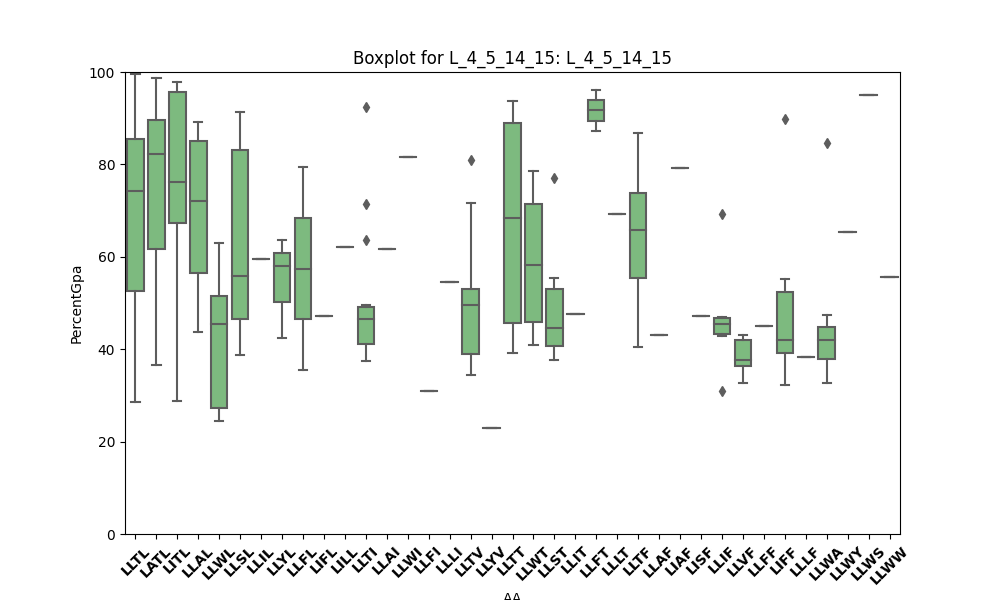 Boxplot for L_4_5_14_15: L_4_5_14_15
100
80
60
40
20
0
PercentGpa
LLTL LATL LITL LLAL LLWL LLSL LLIL LLYL LLFL LIFL LILL LLTI LLAI LLWI LLFI LLLI LLTV LLYV LLTT LLWT LLST LLIT LLFT LLLT LLTF LLAF LIAF LISF LLIF LLVF LLFF LIFF LLLF LLWA LLWY LLWS LLWW
AA